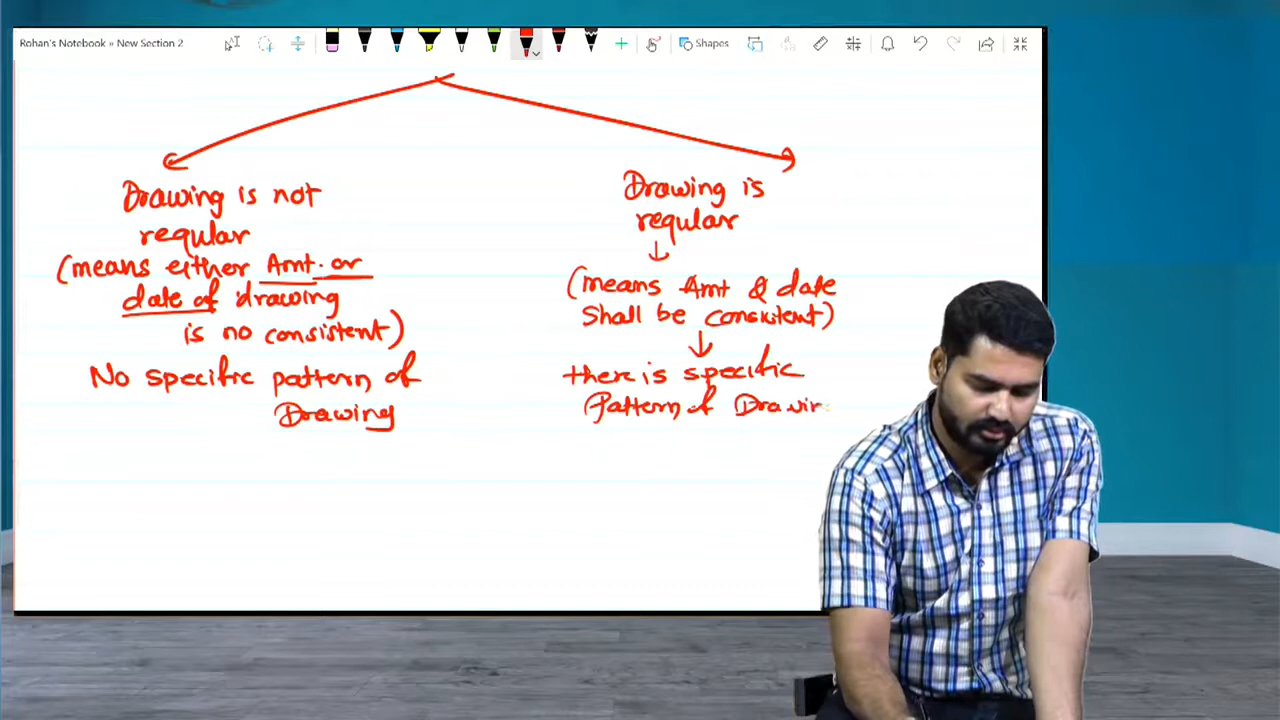 Rohan's Notebook » New Section 2
Shapes
Drawing is not
regular
(means either Amt. or
date of drawing
is no consistent)
No specific pattern of
Drawing
Drawing is
regular
(means Amt & date
Shall be consistent)
there is specific
Pattern of Drawin